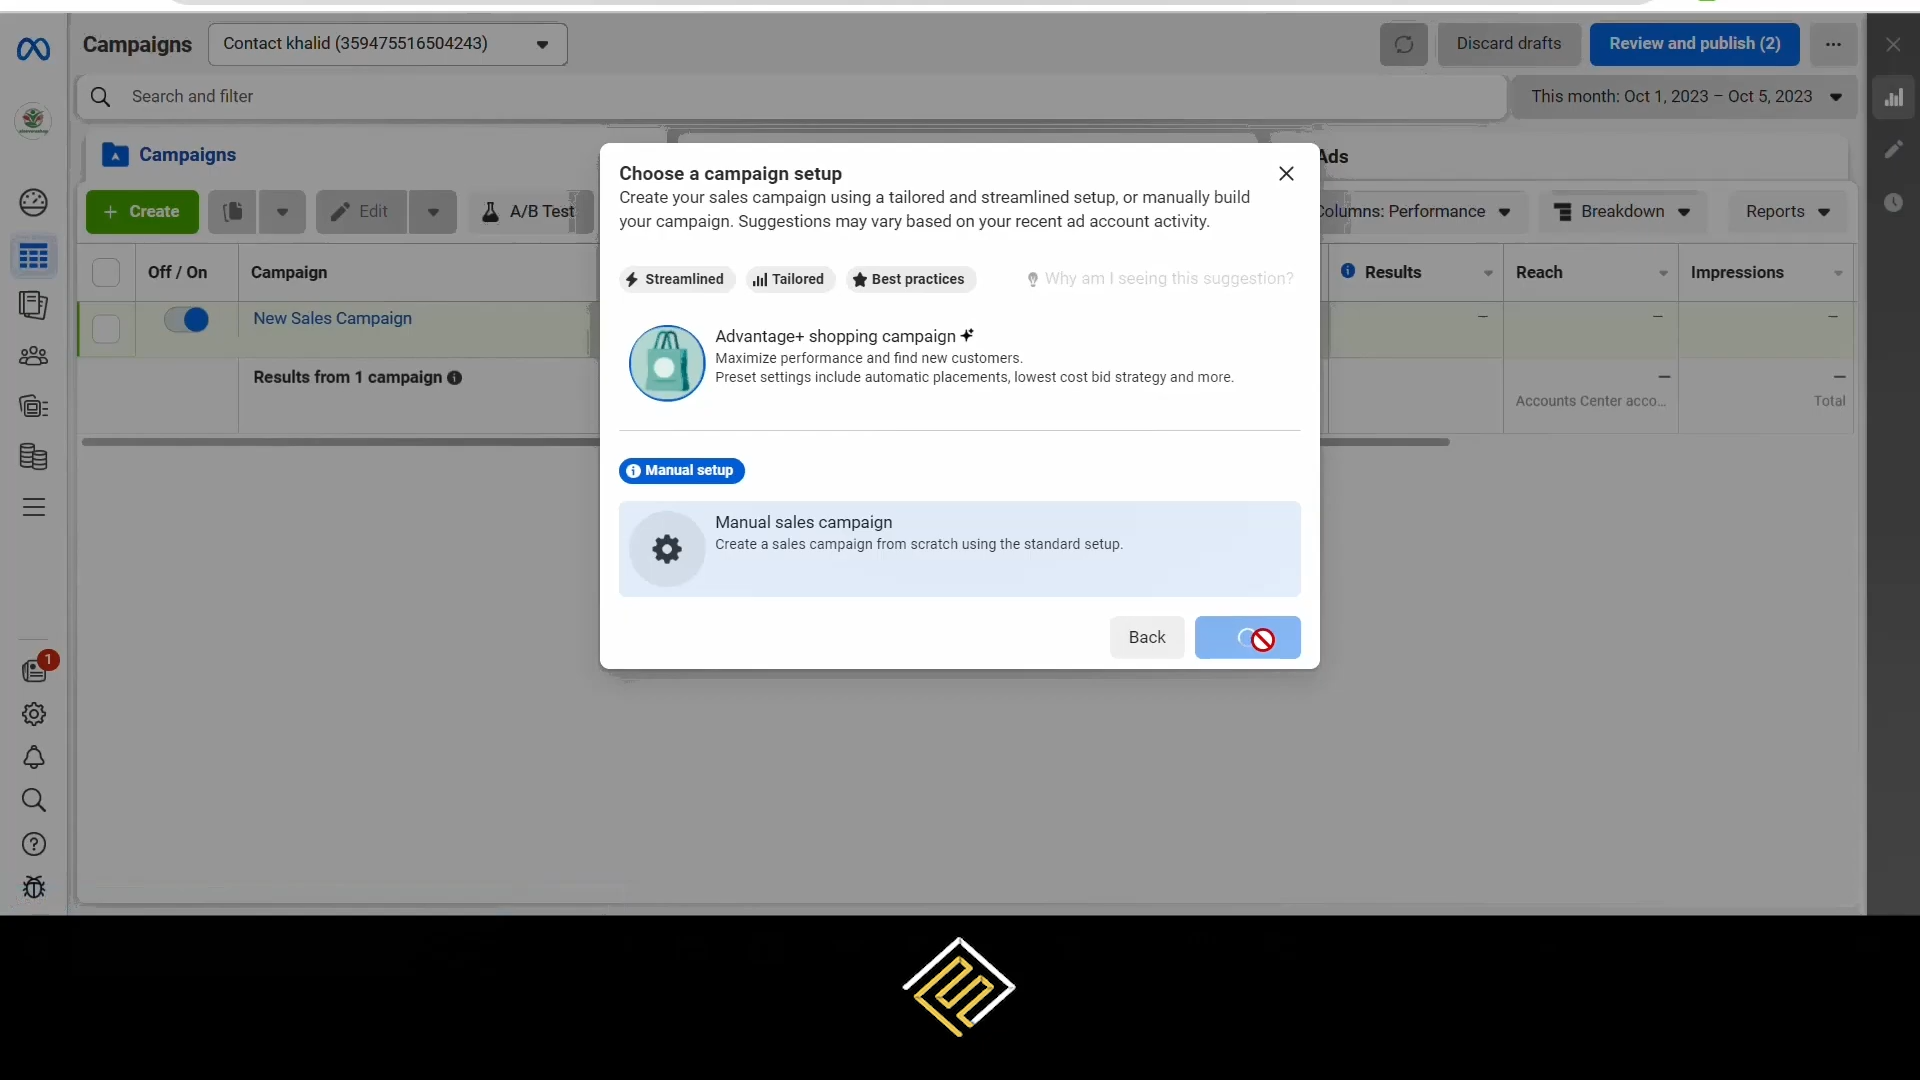 Campaigns
Contact khalid (359475516504243)
Discard drafts
Review and publish (2)
Search and filter
This month: Oct 1, 2023 – Oct 5, 2023
Campaigns
Ads
Create
Edit
A/B Test
Columns: Performance
Breakdown
Reports
Off / On
Campaign
Results
Reach
Impressions
New Sales Campaign
—
—
—
Results from 1 campaign
—
—
Accounts Center acco...
Total
Choose a campaign setup
Create your sales campaign using a tailored and streamlined setup, or manually build
your campaign. Suggestions may vary based on your recent ad account activity.
Streamlined
Tailored
Best practices
Why am I seeing this suggestion?
Advantage+ shopping campaign
Maximize performance and find new customers.
Preset settings include automatic placements, lowest cost bid strategy and more.
Manual setup
Manual sales campaign
Create a sales campaign from scratch using the standard setup.
Back
1